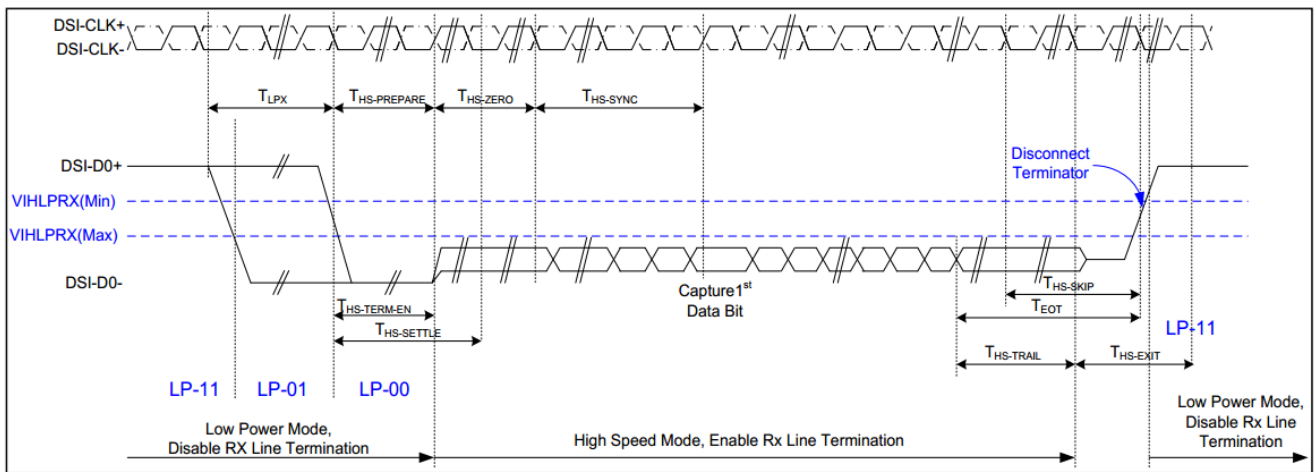 DSI-CLK+
DSI-CLK-
TLPX
THS-PREPARE
THS-ZERO
THS-SYNC
DSI-D0+
Disconnect
Terminator
VIHLPRX(Min)
VIHLPRX(Max)
DSI-D0-
Capture1st
Data Bit
THS-SKIP
THS-TERM-EN
TEOT
THS-SETTLE
LP-11
THS-TRAIL
THS-EXIT
LP-11
LP-01
LP-00
Low Power Mode,
Disable RX Line Termination
High Speed Mode, Enable Rx Line Termination
Low Power Mode,
Disable Rx Line
Termination